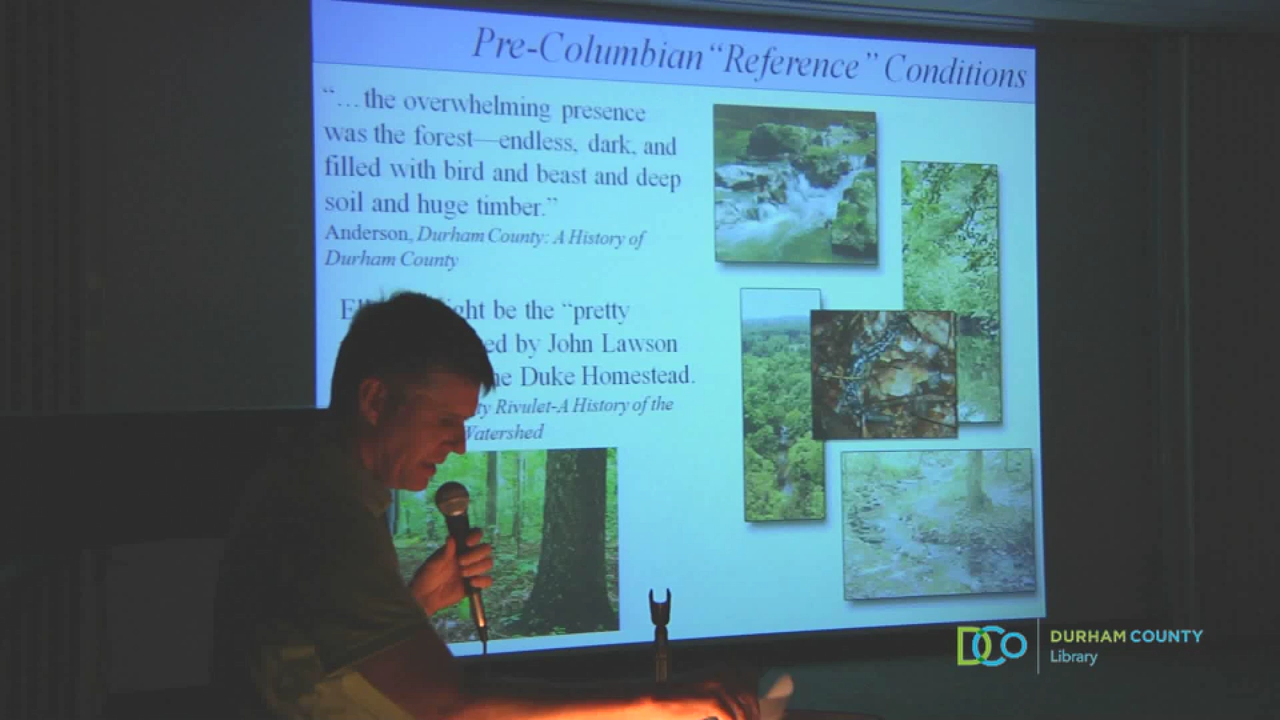 Pre-Columbian “Reference” Conditions
“…the overwhelming presence
was the forest—endless, dark, and
filled with bird and beast and deep
soil and huge timber.”
Anderson, Durham County: A History of
Durham County
be the “pretty
by John Lawson
Duke Homestead.
Rivulet-A History of the
Watershed
DCo
DURHAM COUNTY
Library